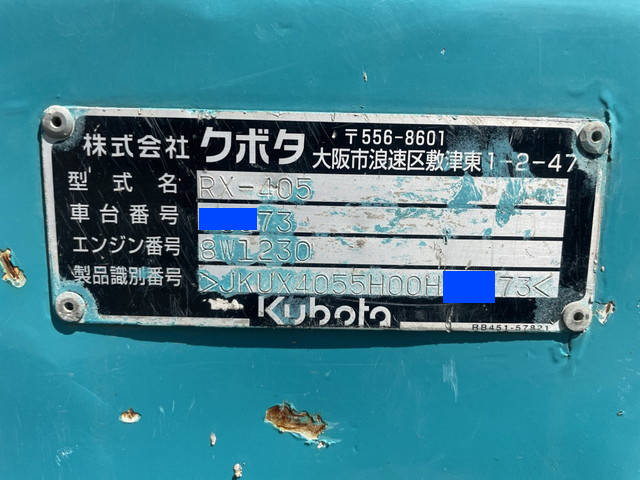 株式会社 クボタ 〒556-8601
大阪市浪速区敷津東1-2-47
型式名 RX-405
車台番号 73
エンジン番号 8W1230
製品識別番号 >JKUX4055H00H 73<
Kubota
RB451-57821